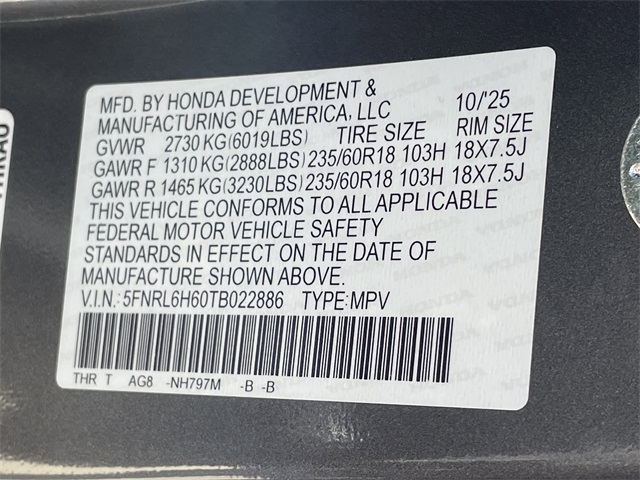 MFD. BY HONDA DEVELOPMENT &
MANUFACTURING OF AMERICA, LLC 10/'25
GVWR 2730 KG(6019LBS) TIRE SIZE RIM SIZE
GAWR F 1310 KG(2888LBS) 235/60R18 103H 18X7.5J
GAWR R 1465 KG(3230LBS) 235/60R18 103H 18X7.5J
THIS VEHICLE CONFORMS TO ALL APPLICABLE
FEDERAL MOTOR VEHICLE SAFETY
STANDARDS IN EFFECT ON THE DATE OF
MANUFACTURE SHOWN ABOVE.
V.I.N.: 5FNRL6H60TB022886 TYPE:MPV
THR T AG8 -NH797M -B -B